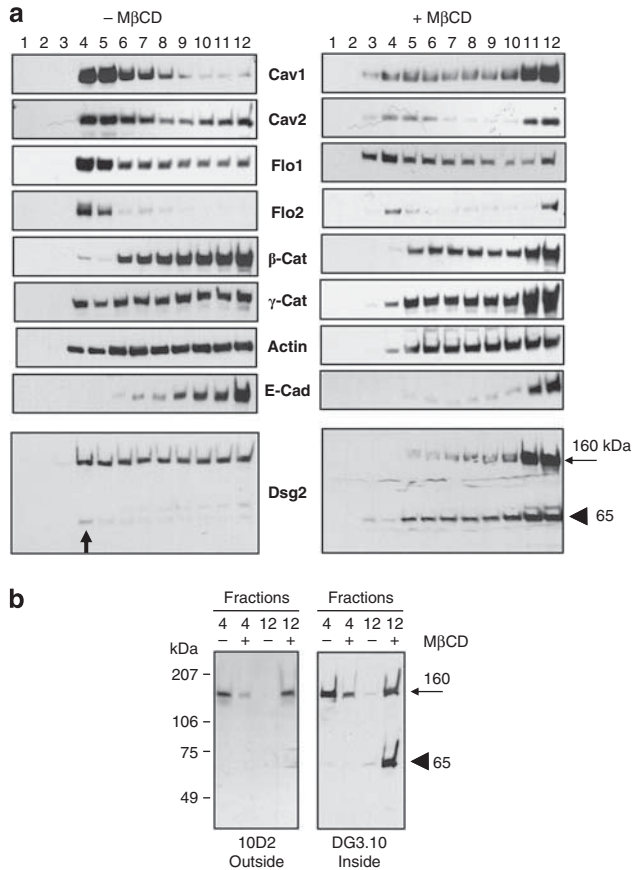 a
– MβCD
+ MβCD
1 2 3 4 5 6 7 8 9 10 11 12
1 2 3 4 5 6 7 8 9 10 11 12
Cav1
Cav2
Flo1
Flo2
β-Cat
γ-Cat
Actin
E-Cad
160 kDa
Dsg2
65
b
Fractions
Fractions
4 4 12 12
4 4 12 12
– + – +
– + – +
MβCD
kDa
207
160
106
75
65
49
10D2
Outside
DG3.10
Inside